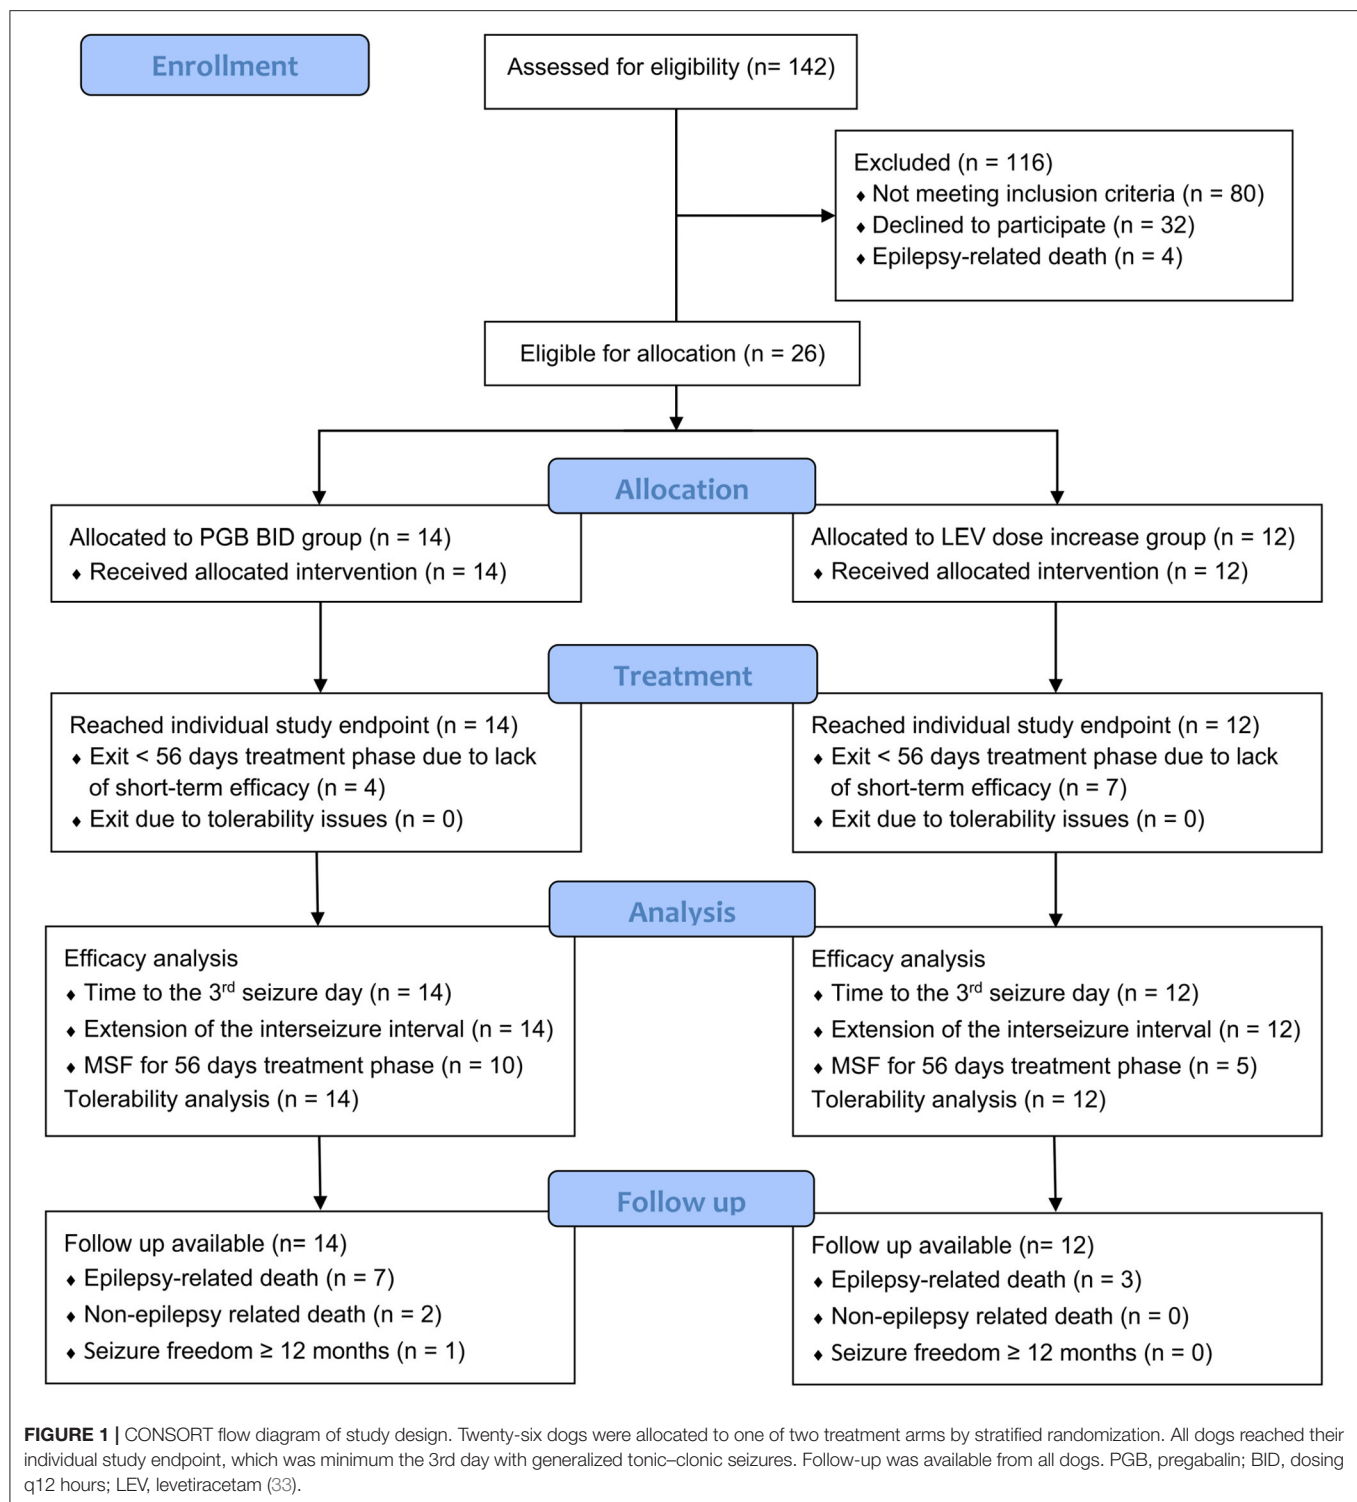 Enrollment
Assessed for eligibility (n= 142)
Excluded (n = 116)
♦ Not meeting inclusion criteria (n = 80)
♦ Declined to participate (n = 32)
♦ Epilepsy-related death (n = 4)
Eligible for allocation (n = 26)
Allocation
Allocated to PGB BID group (n = 14)
♦ Received allocated intervention (n = 14)
Allocated to LEV dose increase group (n = 12)
♦ Received allocated intervention (n = 12)
Treatment
Reached individual study endpoint (n = 14)
♦ Exit < 56 days treatment phase due to lack
of short-term efficacy (n = 4)
♦ Exit due to tolerability issues (n = 0)
Reached individual study endpoint (n = 12)
♦ Exit < 56 days treatment phase due to lack
of short-term efficacy (n = 7)
♦ Exit due to tolerability issues (n = 0)
Analysis
Efficacy analysis
♦ Time to the 3rd seizure day (n = 14)
♦ Extension of the interseizure interval (n = 14)
♦ MSF for 56 days treatment phase (n = 10)
Tolerability analysis (n = 14)
Efficacy analysis
♦ Time to the 3rd seizure day (n = 12)
♦ Extension of the interseizure interval (n = 12)
♦ MSF for 56 days treatment phase (n = 5)
Tolerability analysis (n = 12)
Follow up
Follow up available (n= 14)
♦ Epilepsy-related death (n = 7)
♦ Non-epilepsy related death (n = 2)
♦ Seizure freedom ≥ 12 months (n = 1)
Follow up available (n= 12)
♦ Epilepsy-related death (n = 3)
♦ Non-epilepsy related death (n = 0)
♦ Seizure freedom ≥ 12 months (n = 0)
FIGURE 1 | CONSORT flow diagram of study design. Twenty-six dogs were allocated to one of two treatment arms by stratified randomization. All dogs reached their
individual study endpoint, which was minimum the 3rd day with generalized tonic–clonic seizures. Follow-up was available from all dogs. PGB, pregabalin; BID, dosing
q12 hours; LEV, levetiracetam (33).